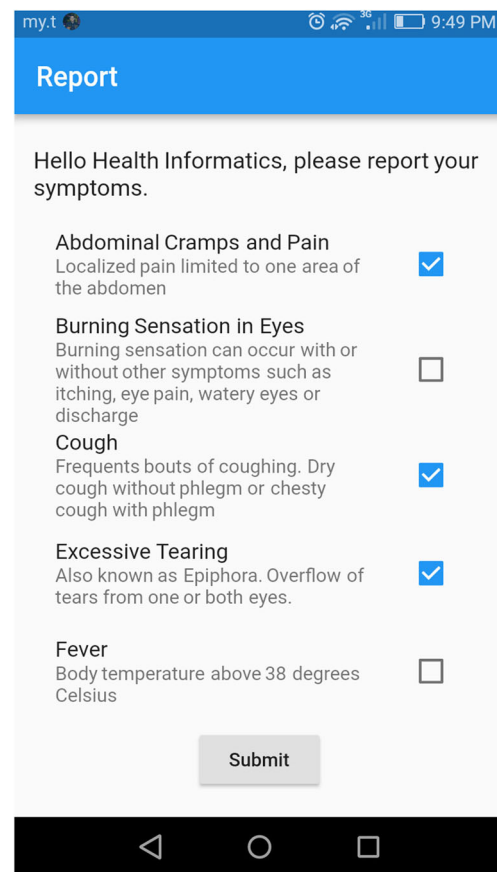 my.t 3G 9:49 PM
Report
Hello Health Informatics, please report your
symptoms.
Abdominal Cramps and Pain
Localized pain limited to one area of
the abdomen
Burning Sensation in Eyes
Burning sensation can occur with or
without other symptoms such as
itching, eye pain, watery eyes or
discharge
Cough
Frequents bouts of coughing. Dry
cough without phlegm or chesty
cough with phlegm
Excessive Tearing
Also known as Epiphora. Overflow of
tears from one or both eyes.
Fever
Body temperature above 38 degrees
Celsius
Submit